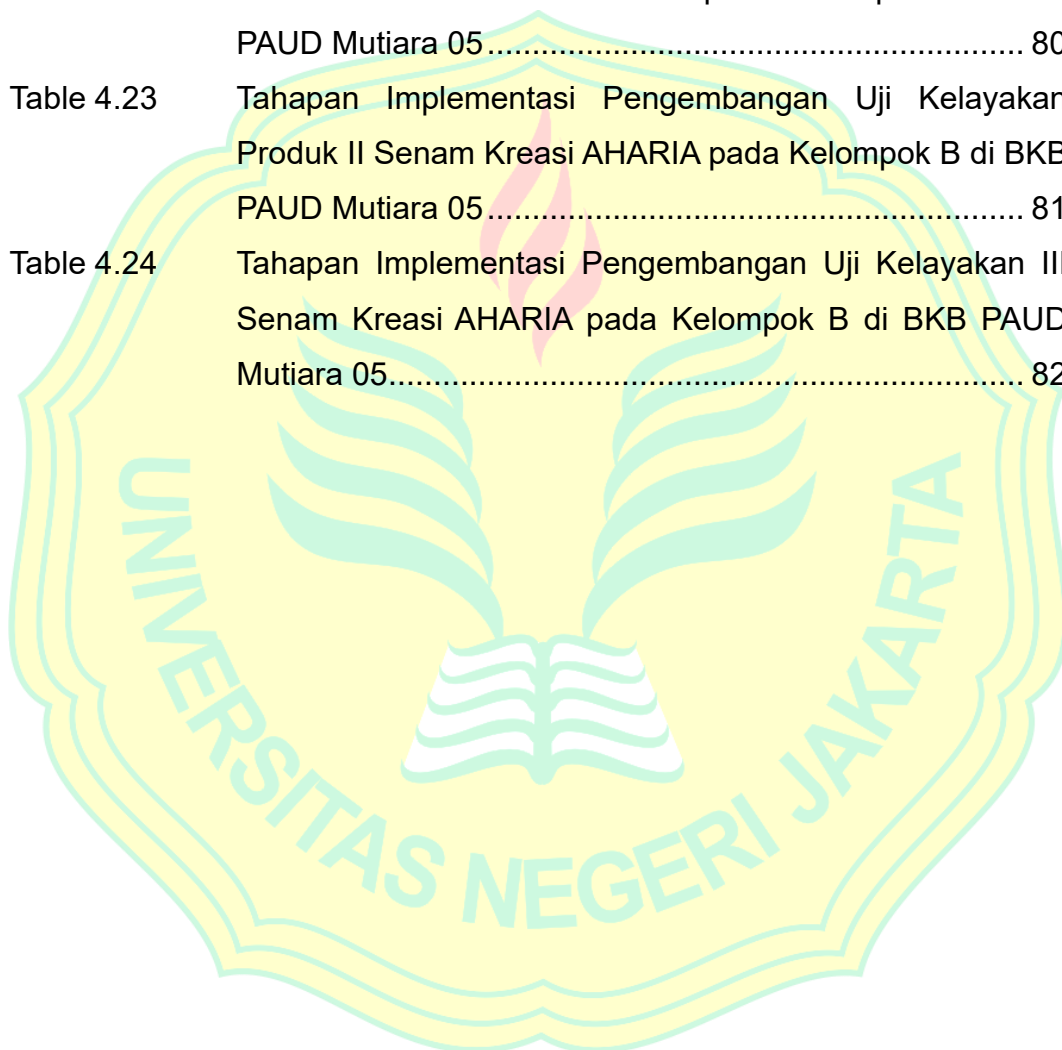 PAUD Mutiara 05................................................................ 80
Table 4.23 Tahapan Implementasi Pengembangan Uji Kelayakan
Produk II Senam Kreasi AHARIA pada Kelompok B di BKB
PAUD Mutiara 05................................................................ 81
Table 4.24 Tahapan Implementasi Pengembangan Uji Kelayakan III
Senam Kreasi AHARIA pada Kelompok B di BKB PAUD
Mutiara 05............................................................................ 82
UNIVERSITAS NEGERI JAKARTA